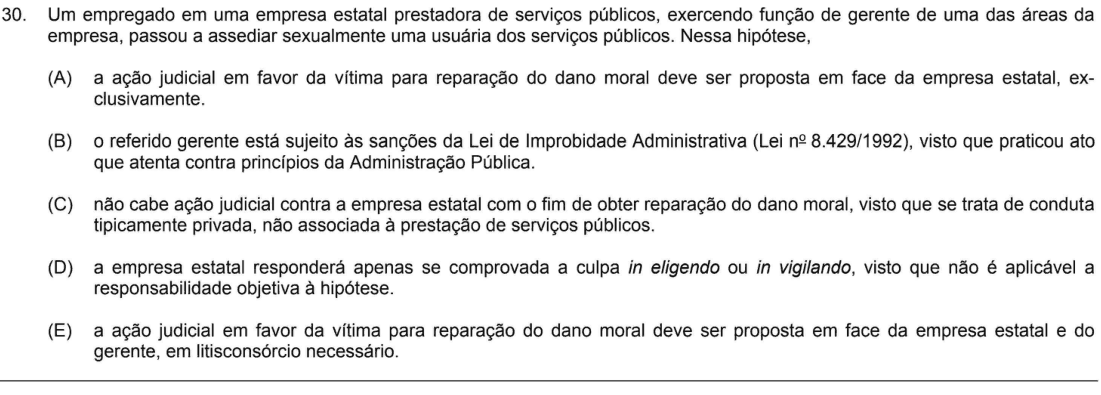 30. Um empregado em uma empresa estatal prestadora de serviços públicos, exercendo função de gerente de uma das áreas da
empresa, passou a assediar sexualmente uma usuária dos serviços públicos. Nessa hipótese,
(A) a ação judicial em favor da vítima para reparação do dano moral deve ser proposta em face da empresa estatal, ex-
clusivamente.
(B) o referido gerente está sujeito às sanções da Lei de Improbidade Administrativa (Lei nº 8.429/1992), visto que praticou ato
que atenta contra princípios da Administração Pública.
(C) não cabe ação judicial contra a empresa estatal com o fim de obter reparação do dano moral, visto que se trata de conduta
tipicamente privada, não associada à prestação de serviços públicos.
(D) a empresa estatal responderá apenas se comprovada a culpa in eligendo ou in vigilando, visto que não é aplicável a
responsabilidade objetiva à hipótese.
(E) a ação judicial em favor da vítima para reparação do dano moral deve ser proposta em face da empresa estatal e do
gerente, em litisconsórcio necessário.